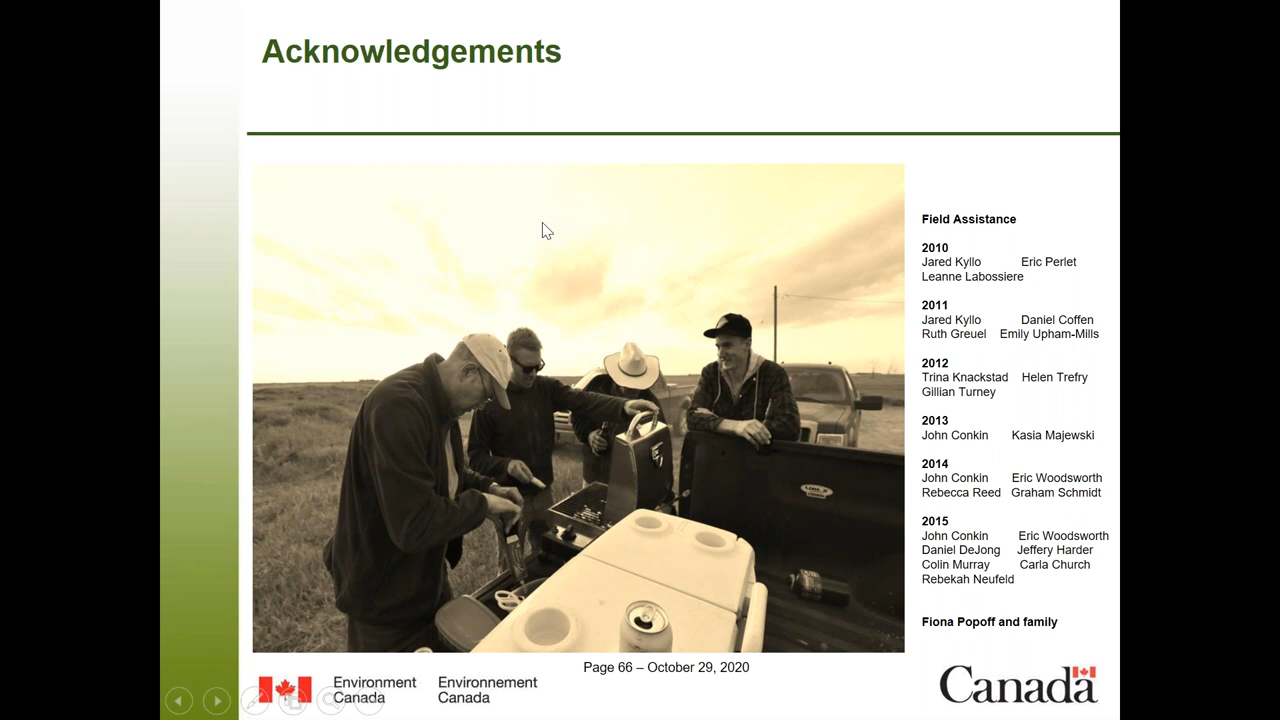 Acknowledgements
Field Assistance
2010
Jared Kyllo Eric Perlet
Leanne Labossiere
2011
Jared Kyllo Daniel Coffen
Ruth Greuel Emily Upham-Mills
2012
Trina Knackstad Helen Trefry
Gillian Turney
2013
John Conkin Kasia Majewski
2014
John Conkin Eric Woodsworth
Rebecca Reed Graham Schmidt
2015
John Conkin Eric Woodsworth
Daniel DeJong Jeffery Harder
Colin Murray Carla Church
Rebekah Neufeld
Fiona Popoff and family
Page 66 – October 29, 2020
Environment Environnement
Canada Canada
Canada